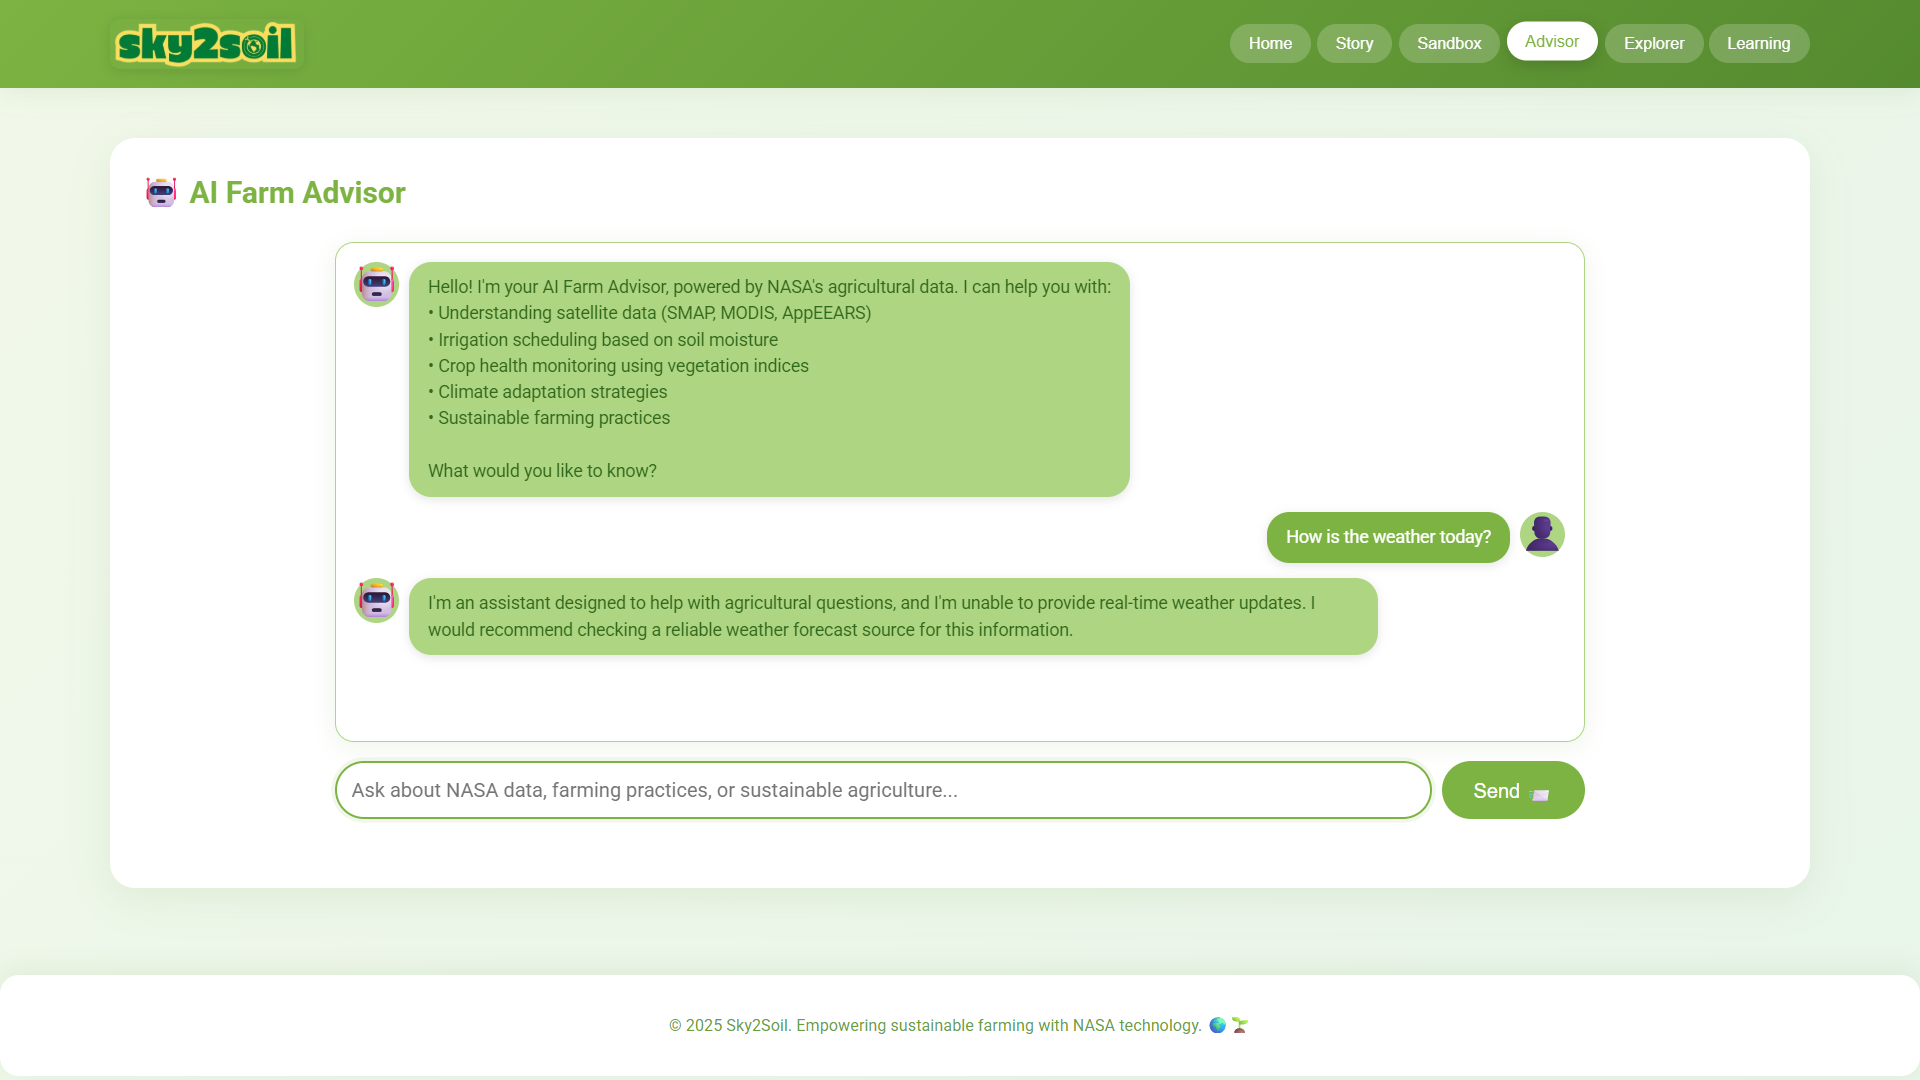 sky2soil
Home Story Sandbox Advisor Explorer Learning
AI Farm Advisor
Hello! I'm your AI Farm Advisor, powered by NASA's agricultural data. I can help you with:
• Understanding satellite data (SMAP, MODIS, AppEEARS)
• Irrigation scheduling based on soil moisture
• Crop health monitoring using vegetation indices
• Climate adaptation strategies
• Sustainable farming practices
What would you like to know?
How is the weather today?
I'm an assistant designed to help with agricultural questions, and I'm unable to provide real-time weather updates. I
would recommend checking a reliable weather forecast source for this information.
Ask about NASA data, farming practices, or sustainable agriculture...
Send
© 2025 Sky2Soil. Empowering sustainable farming with NASA technology.